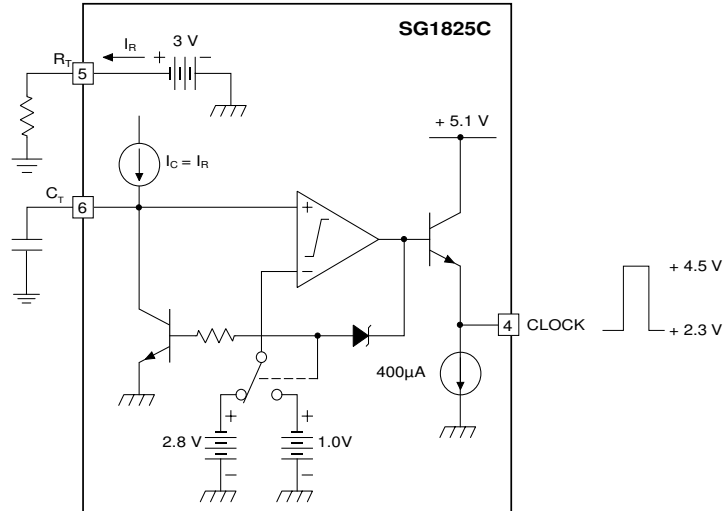 SG1825C
I_R
+ 3 V −
R_T
5
+ 5.1 V
I_C = I_R
C_T
6
+
−
+ 4.5 V
4 CLOCK
+ 2.3 V
400µA
+ +
2.8 V 1.0V
− −